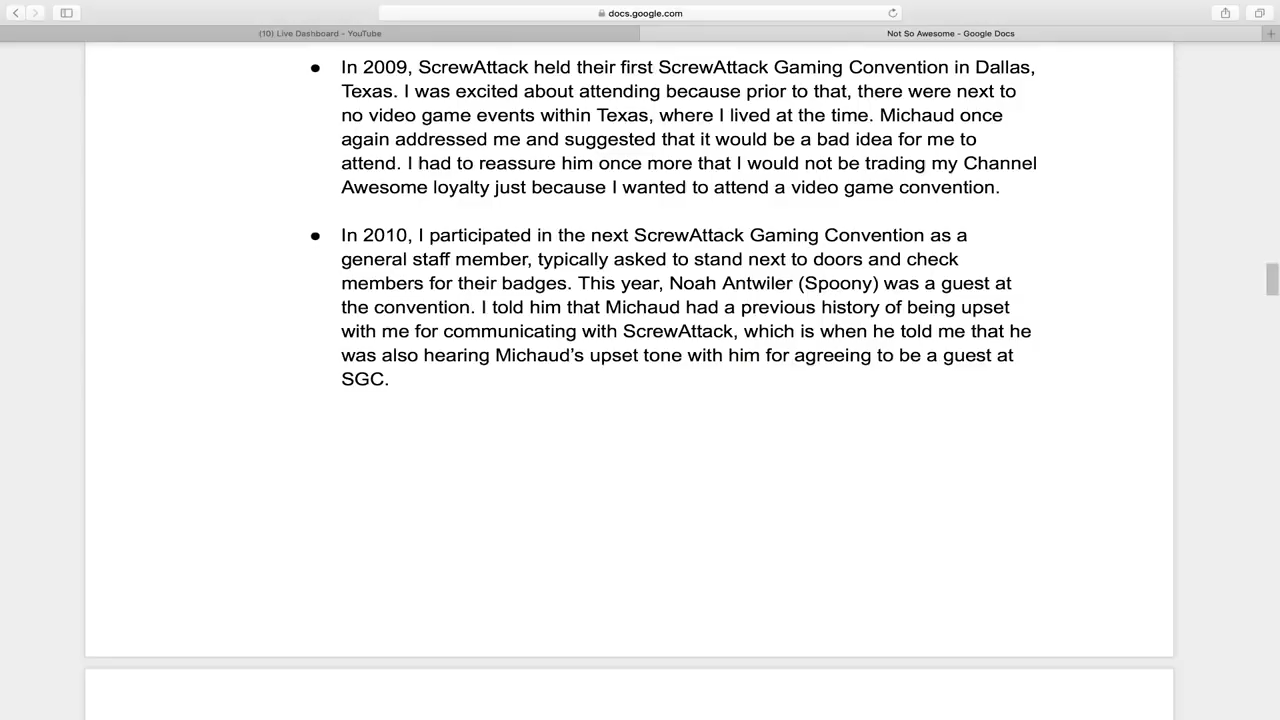 docs.google.com
(10) Live Dashboard - YouTube
Not So Awesome - Google Docs
● In 2009, ScrewAttack held their first ScrewAttack Gaming Convention in Dallas,
Texas. I was excited about attending because prior to that, there were next to
no video game events within Texas, where I lived at the time. Michaud once
again addressed me and suggested that it would be a bad idea for me to
attend. I had to reassure him once more that I would not be trading my Channel
Awesome loyalty just because I wanted to attend a video game convention.
● In 2010, I participated in the next ScrewAttack Gaming Convention as a
general staff member, typically asked to stand next to doors and check
members for their badges. This year, Noah Antwiler (Spoony) was a guest at
the convention. I told him that Michaud had a previous history of being upset
with me for communicating with ScrewAttack, which is when he told me that he
was also hearing Michaud's upset tone with him for agreeing to be a guest at
SGC.